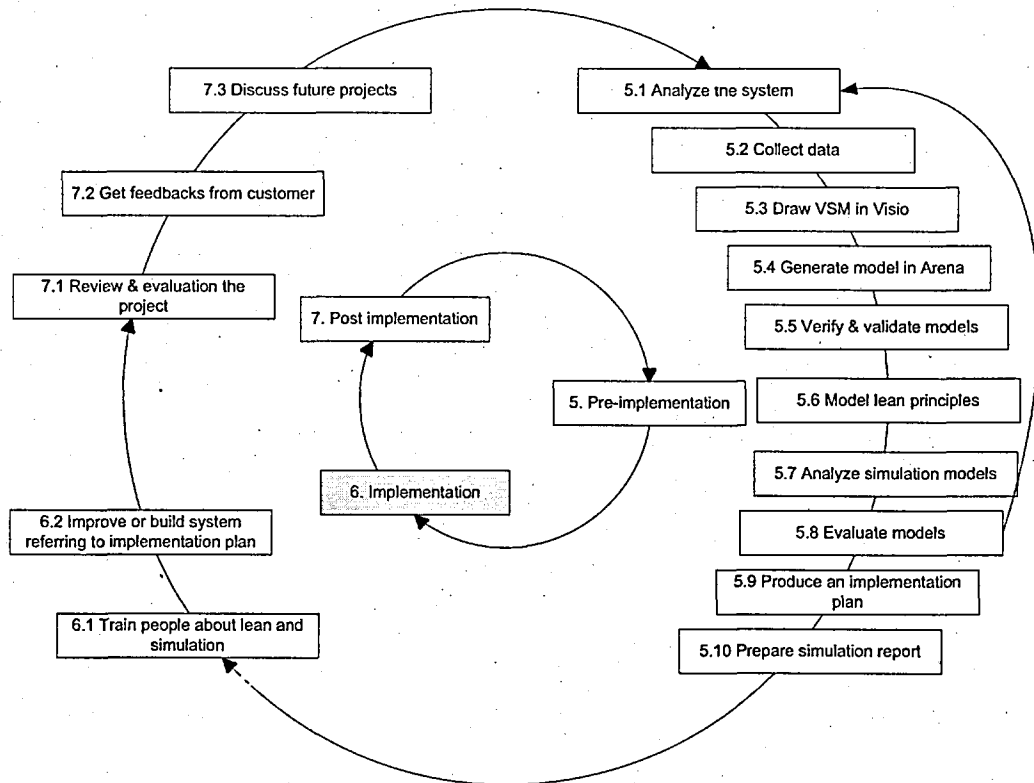 7.3 Discuss future projects
5.1 Analyze the system
5.2 Collect data
7.2 Get feedbacks from customer
5.3 Draw VSM in Visio
5.4 Generate model in Arena
7.1 Review & evaluation the
project
7. Post implementation
5.5 Verify & validate models
5. Pre-implementation
5.6 Model lean principles
5.7 Analyze simulation models
6. Implementation
6.2 Improve or build system
referring to implementation plan
5.8 Evaluate models
5.9 Produce an implementation
plan
6.1 Train people about lean and
simulation
5.10 Prepare simulation report